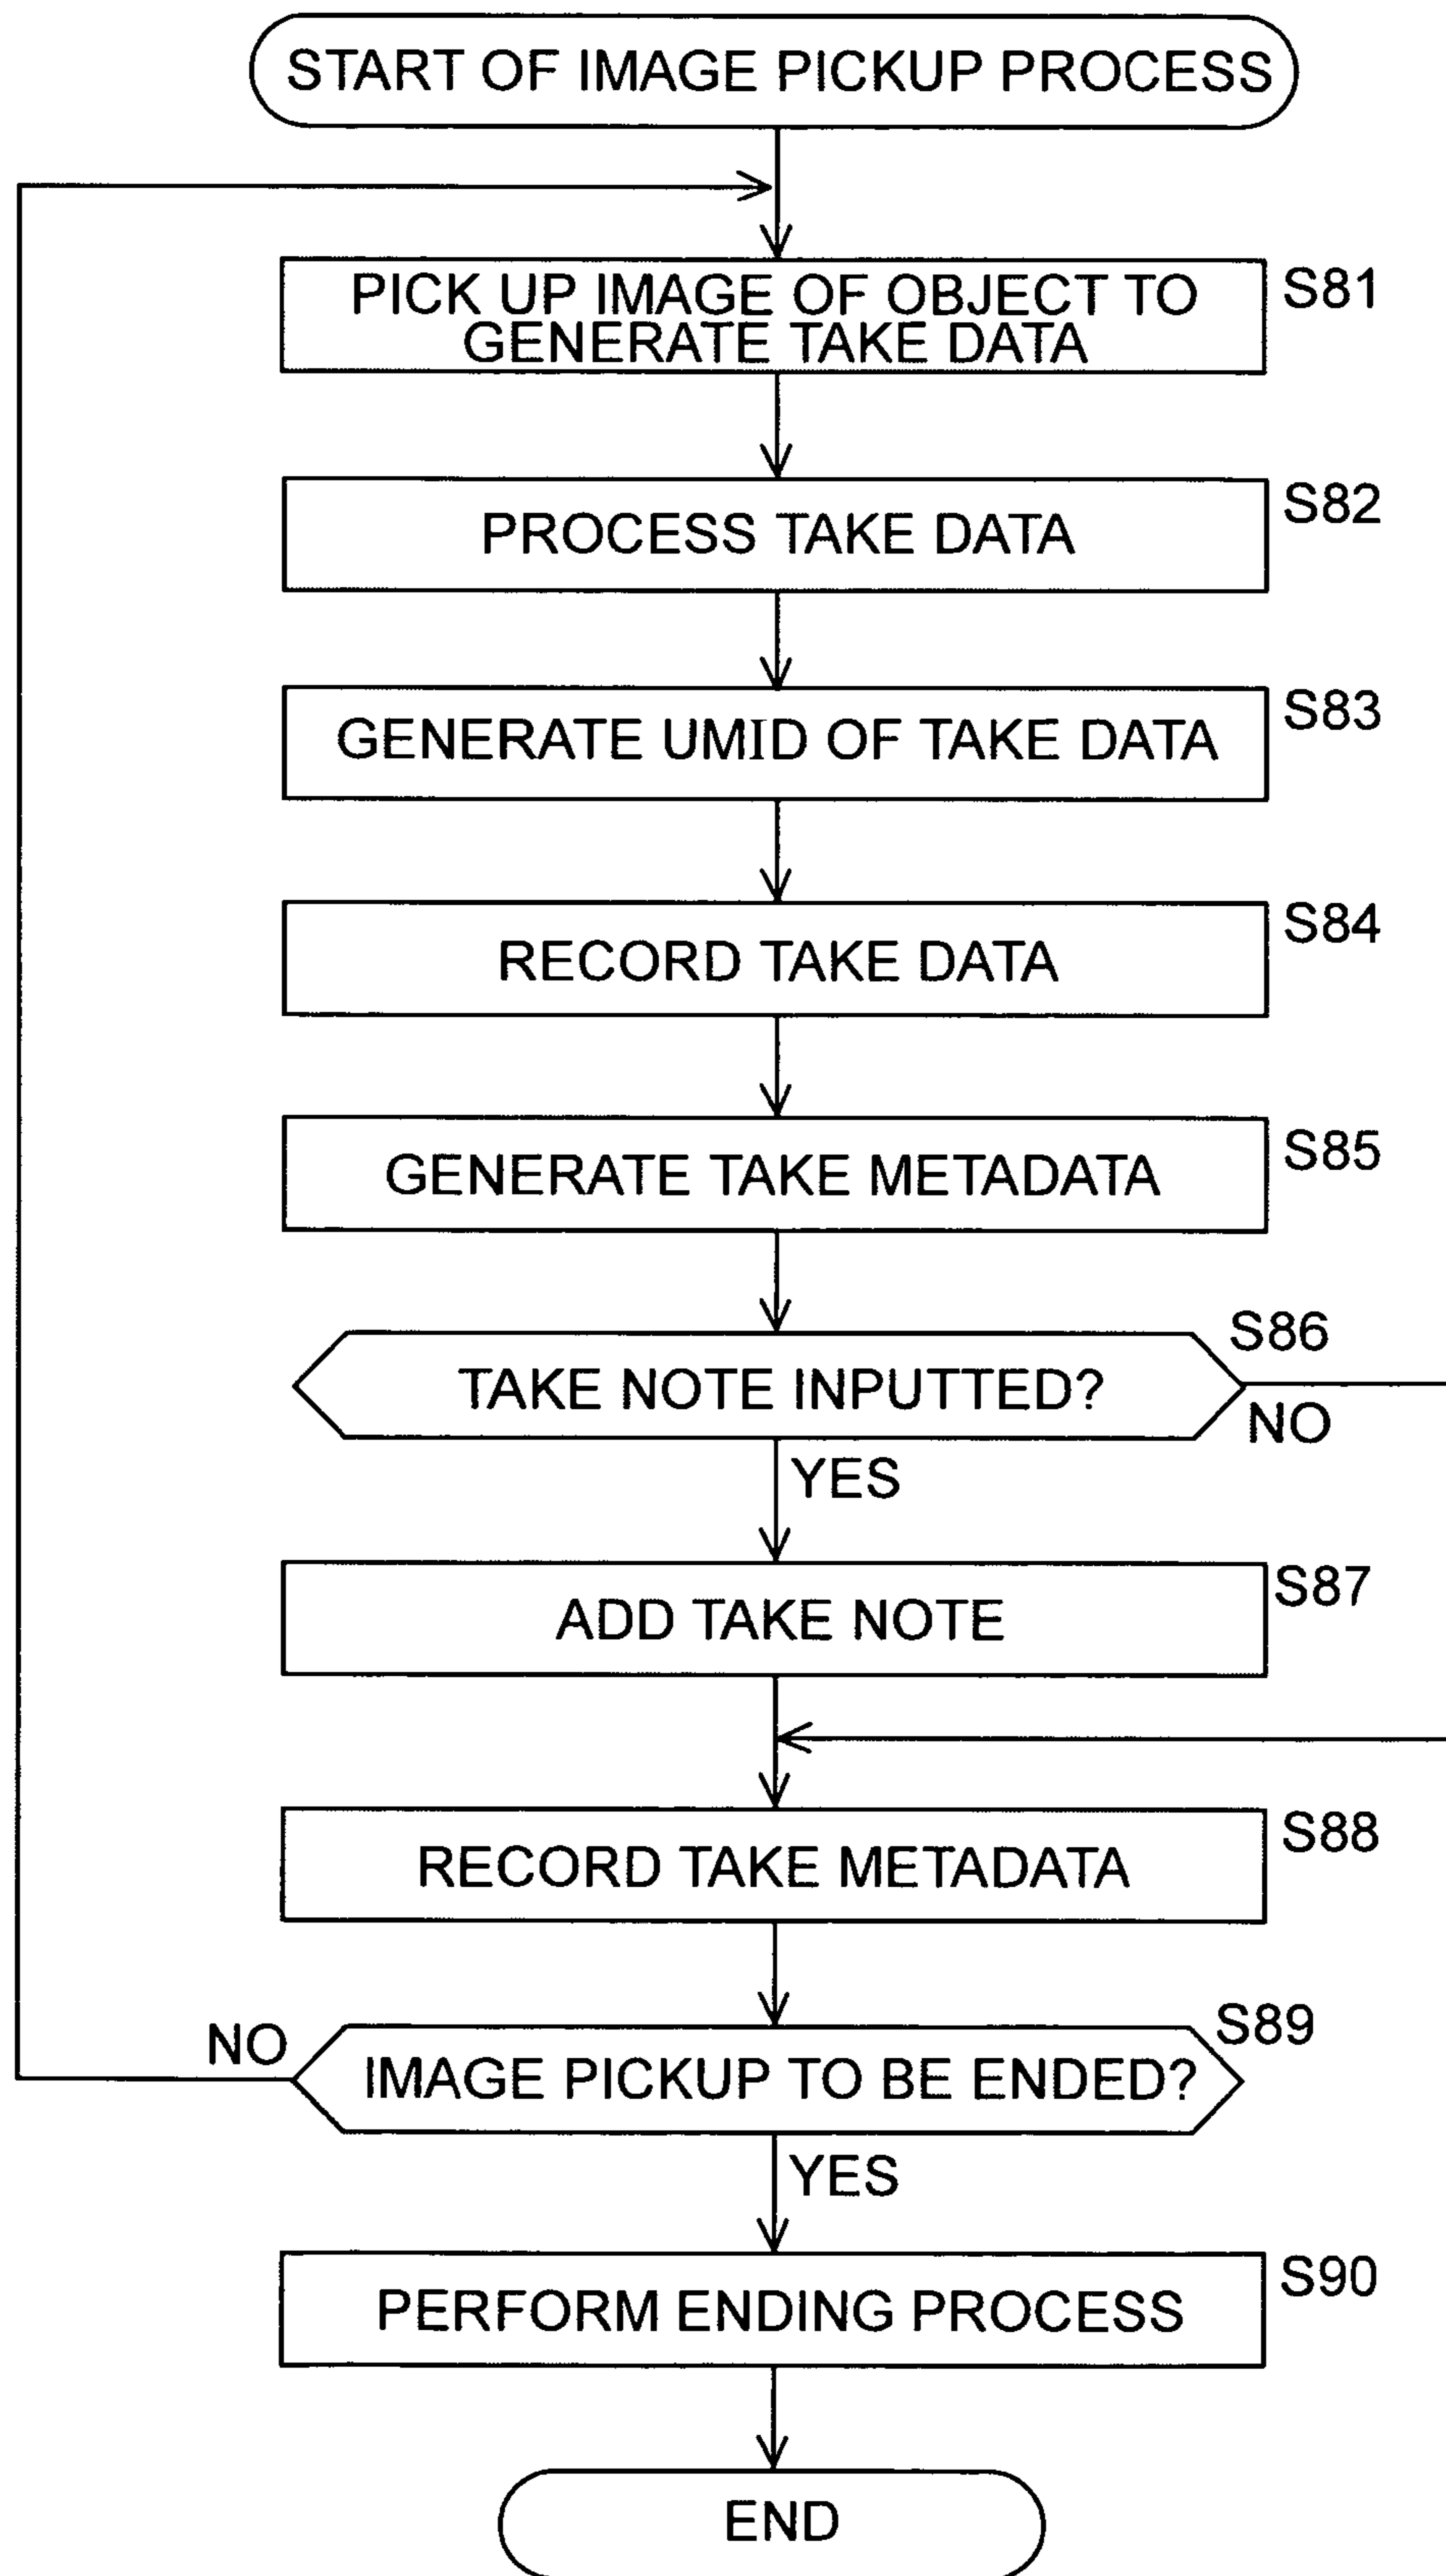 START OF IMAGE PICKUP PROCESS
PICK UP IMAGE OF OBJECT TO
GENERATE TAKE DATA
S81
PROCESS TAKE DATA
S82
GENERATE UMID OF TAKE DATA
S83
RECORD TAKE DATA
S84
GENERATE TAKE METADATA
S85
TAKE NOTE INPUTTED?
S86
NO
YES
ADD TAKE NOTE
S87
RECORD TAKE METADATA
S88
IMAGE PICKUP TO BE ENDED?
S89
NO
YES
PERFORM ENDING PROCESS
S90
END